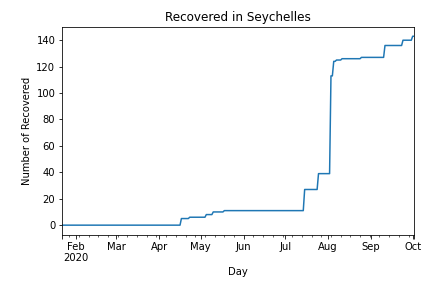 Recovered in Seychelles
Number of Recovered
140
120
100
80
60
40
20
0
Feb Mar Apr May Jun Jul Aug Sep Oct
2020
Day